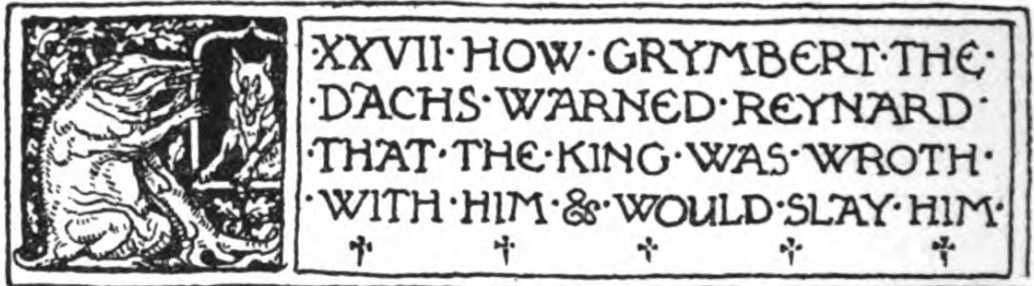 ·XXVII·HOW·GRYMBERT·THE·
·DACHS·WARNED·REYNARD·
·THAT·THE·KING·WAS·WROTH·
·WITH·HIM·&·WOULD·SLAY·HIM·